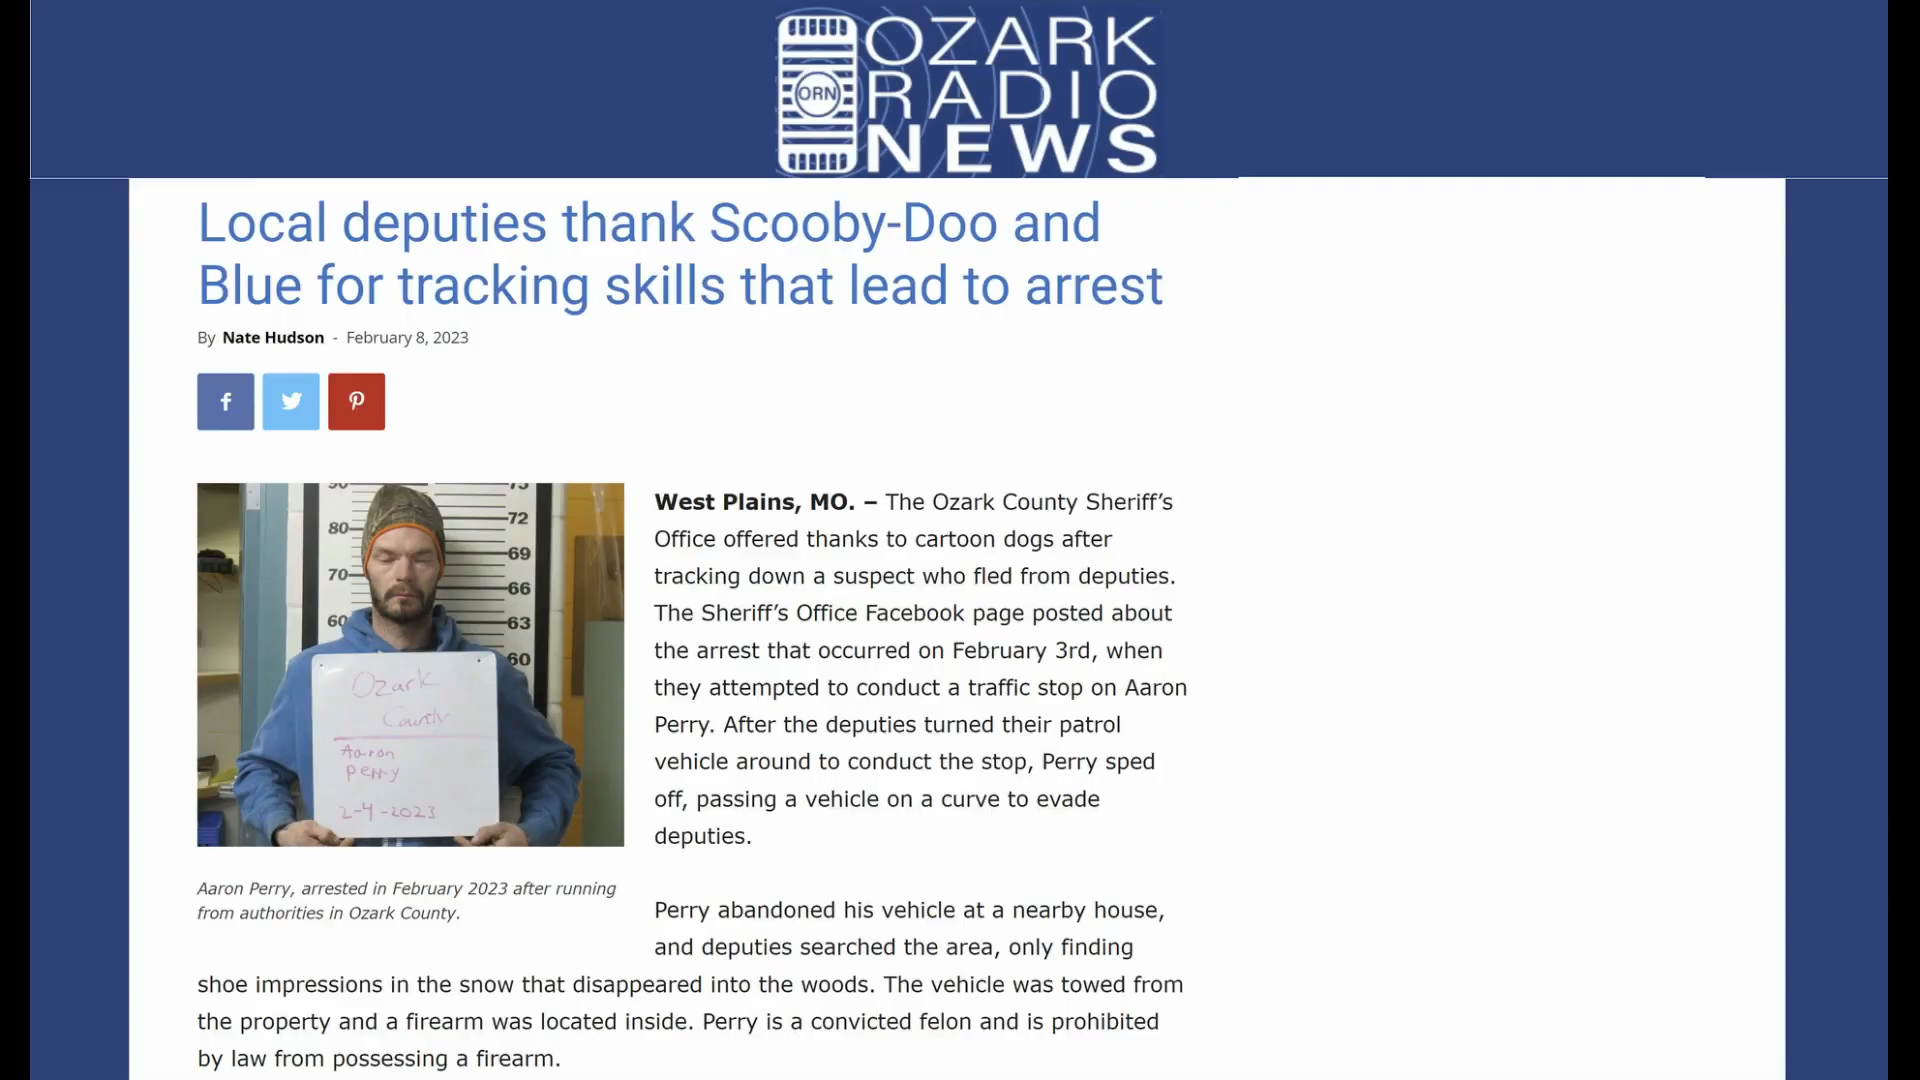 OZARK
RADIO
NEWS
ORN
Local deputies thank Scooby-Doo and
Blue for tracking skills that lead to arrest
By Nate Hudson - February 8, 2023
90
80
70
60
75
72
69
66
63
60
Ozark
County
Aaron
Perry
2-4-2023
Aaron Perry, arrested in February 2023 after running
from authorities in Ozark County.
West Plains, MO. – The Ozark County Sheriff’s
Office offered thanks to cartoon dogs after
tracking down a suspect who fled from deputies.
The Sheriff’s Office Facebook page posted about
the arrest that occurred on February 3rd, when
they attempted to conduct a traffic stop on Aaron
Perry. After the deputies turned their patrol
vehicle around to conduct the stop, Perry sped
off, passing a vehicle on a curve to evade
deputies.
Perry abandoned his vehicle at a nearby house,
and deputies searched the area, only finding
shoe impressions in the snow that disappeared into the woods. The vehicle was towed from
the property and a firearm was located inside. Perry is a convicted felon and is prohibited
by law from possessing a firearm.